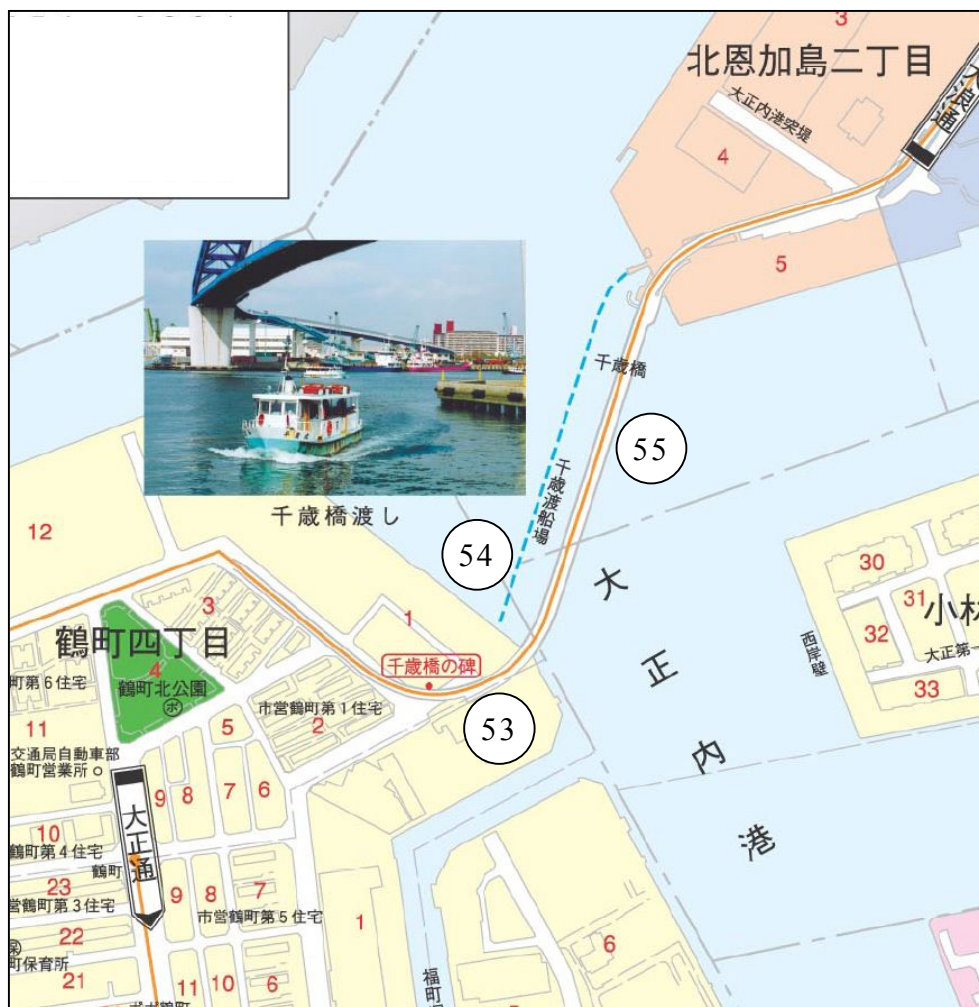 3
北恩加島二丁目
大正内港突堤
4
5
千歳橋
55
千歳渡船場
千歳橋渡し
54
12
大正内港
30
31
32
33
小林
大正第一
西岸壁
3
1
鶴町四丁目
4
鶴町北公園
千歳橋の碑
町第6住宅
市営鶴町第1住宅
2
53
11
5
交通局自動車部
鶴町営業所
9
8
7
6
大正通
10
鶴町第4住宅
鶴町
23
営鶴町第3住宅
9
8
7
市営鶴町第5住宅
1
6
22
町保育所
21
11
10
6
福町